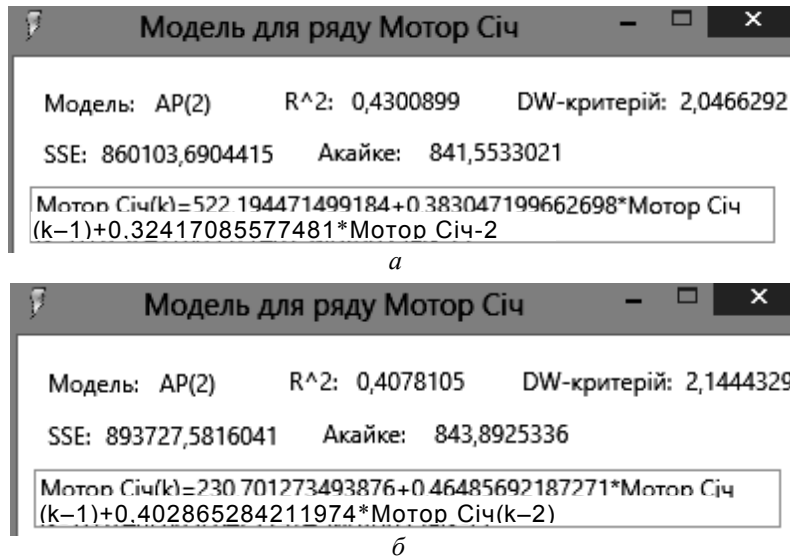 Модель для ряду Мотор Січ
Модель: АР(2) R^2: 0,4300899 DW-критерій: 2,0466292
SSE: 860103,6904415 Акайке: 841,5533021
Мотор Січ(k)=522,194471499184+0,383047199662698*Мотор Січ
(k–1)+0,32417085577481*Мотор Січ-2
а
Модель для ряду Мотор Січ
Модель: АР(2) R^2: 0,4078105 DW-критерій: 2,1444329
SSE: 893727,5816041 Акайке: 843,8925336
Мотор Січ(k)=230,701273493876+0,46485692187271*Мотор Січ
(k–1)+0,402865284211974*Мотор Січ(k–2)
б